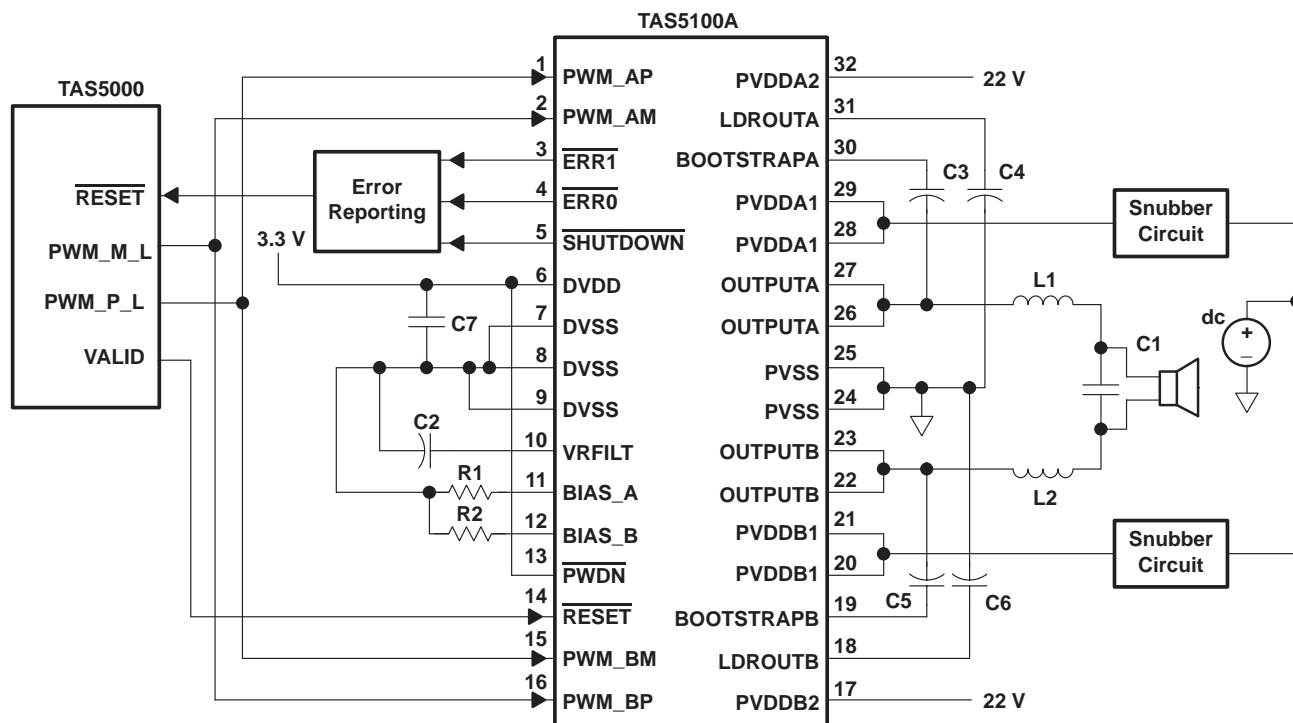 TAS5100A
TAS5000
RESET
PWM_M_L
PWM_P_L
VALID
Error
Reporting
3.3 V
C7
C2
R1
R2
1
2
3
4
5
6
7
8
9
10
11
12
13
14
15
16
PWM_AP
PWM_AM
ERR1
ERR0
SHUTDOWN
DVDD
DVSS
DVSS
DVSS
VRFILT
BIAS_A
BIAS_B
PWDN
RESET
PWM_BM
PWM_BP
PVDDA2
LDROUTA
BOOTSTRAPA
PVDDA1
PVDDA1
OUTPUTA
OUTPUTA
PVSS
PVSS
OUTPUTB
OUTPUTB
PVDDB1
PVDDB1
BOOTSTRAPB
LDROUTB
PVDDB2
32
31
30
29
28
27
26
25
24
23
22
21
20
19
18
17
22 V
C3
C4
Snubber
Circuit
L1
dc
+
–
C1
L2
Snubber
Circuit
C5
C6
22 V